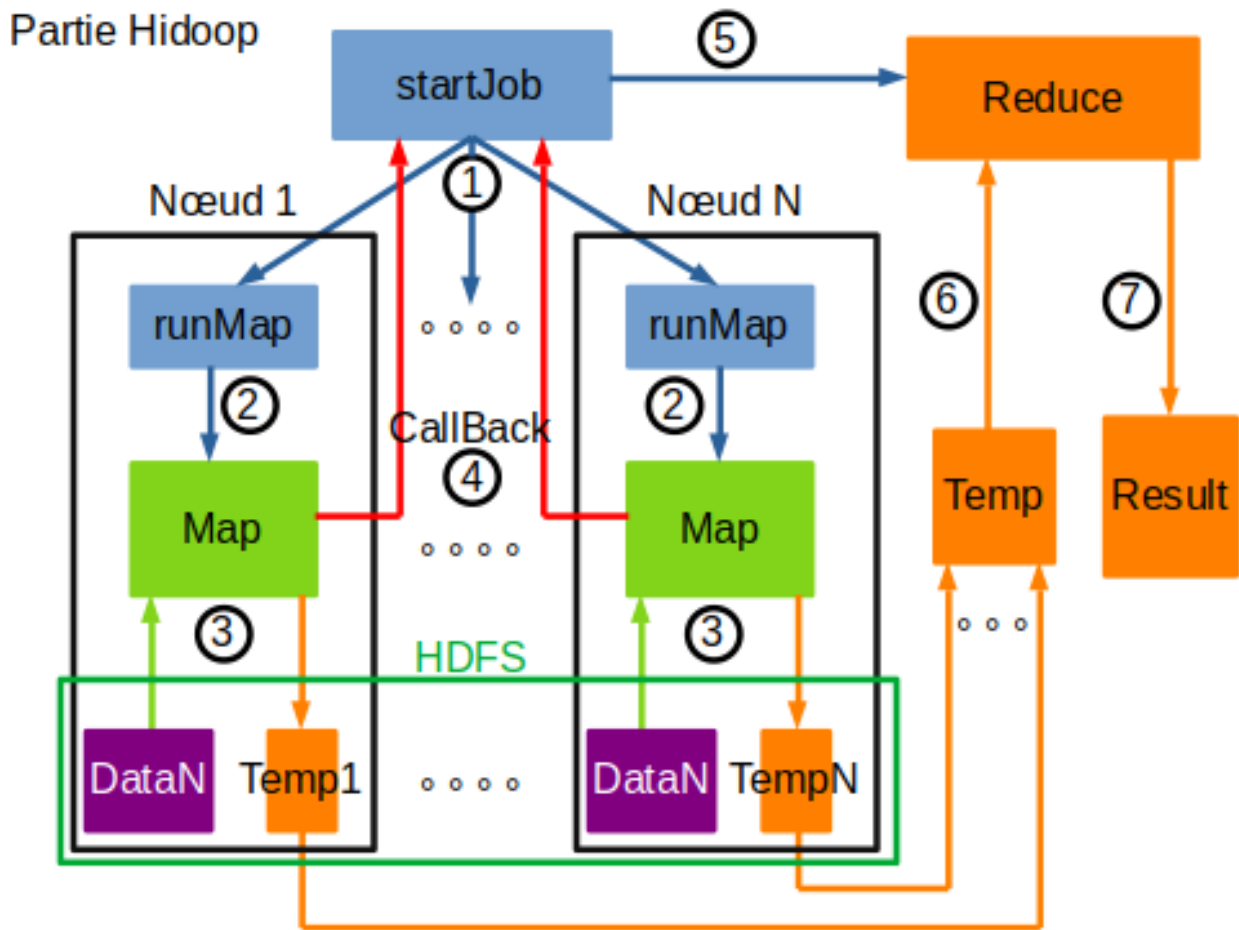 Partie Hidoop
startJob
5
Reduce
1
Nœud 1
Nœud N
runMap
runMap
6
7
2
CallBack
2
4
Map
Map
Temp
Result
3
HDFS
3
DataN
Temp1
DataN
TempN